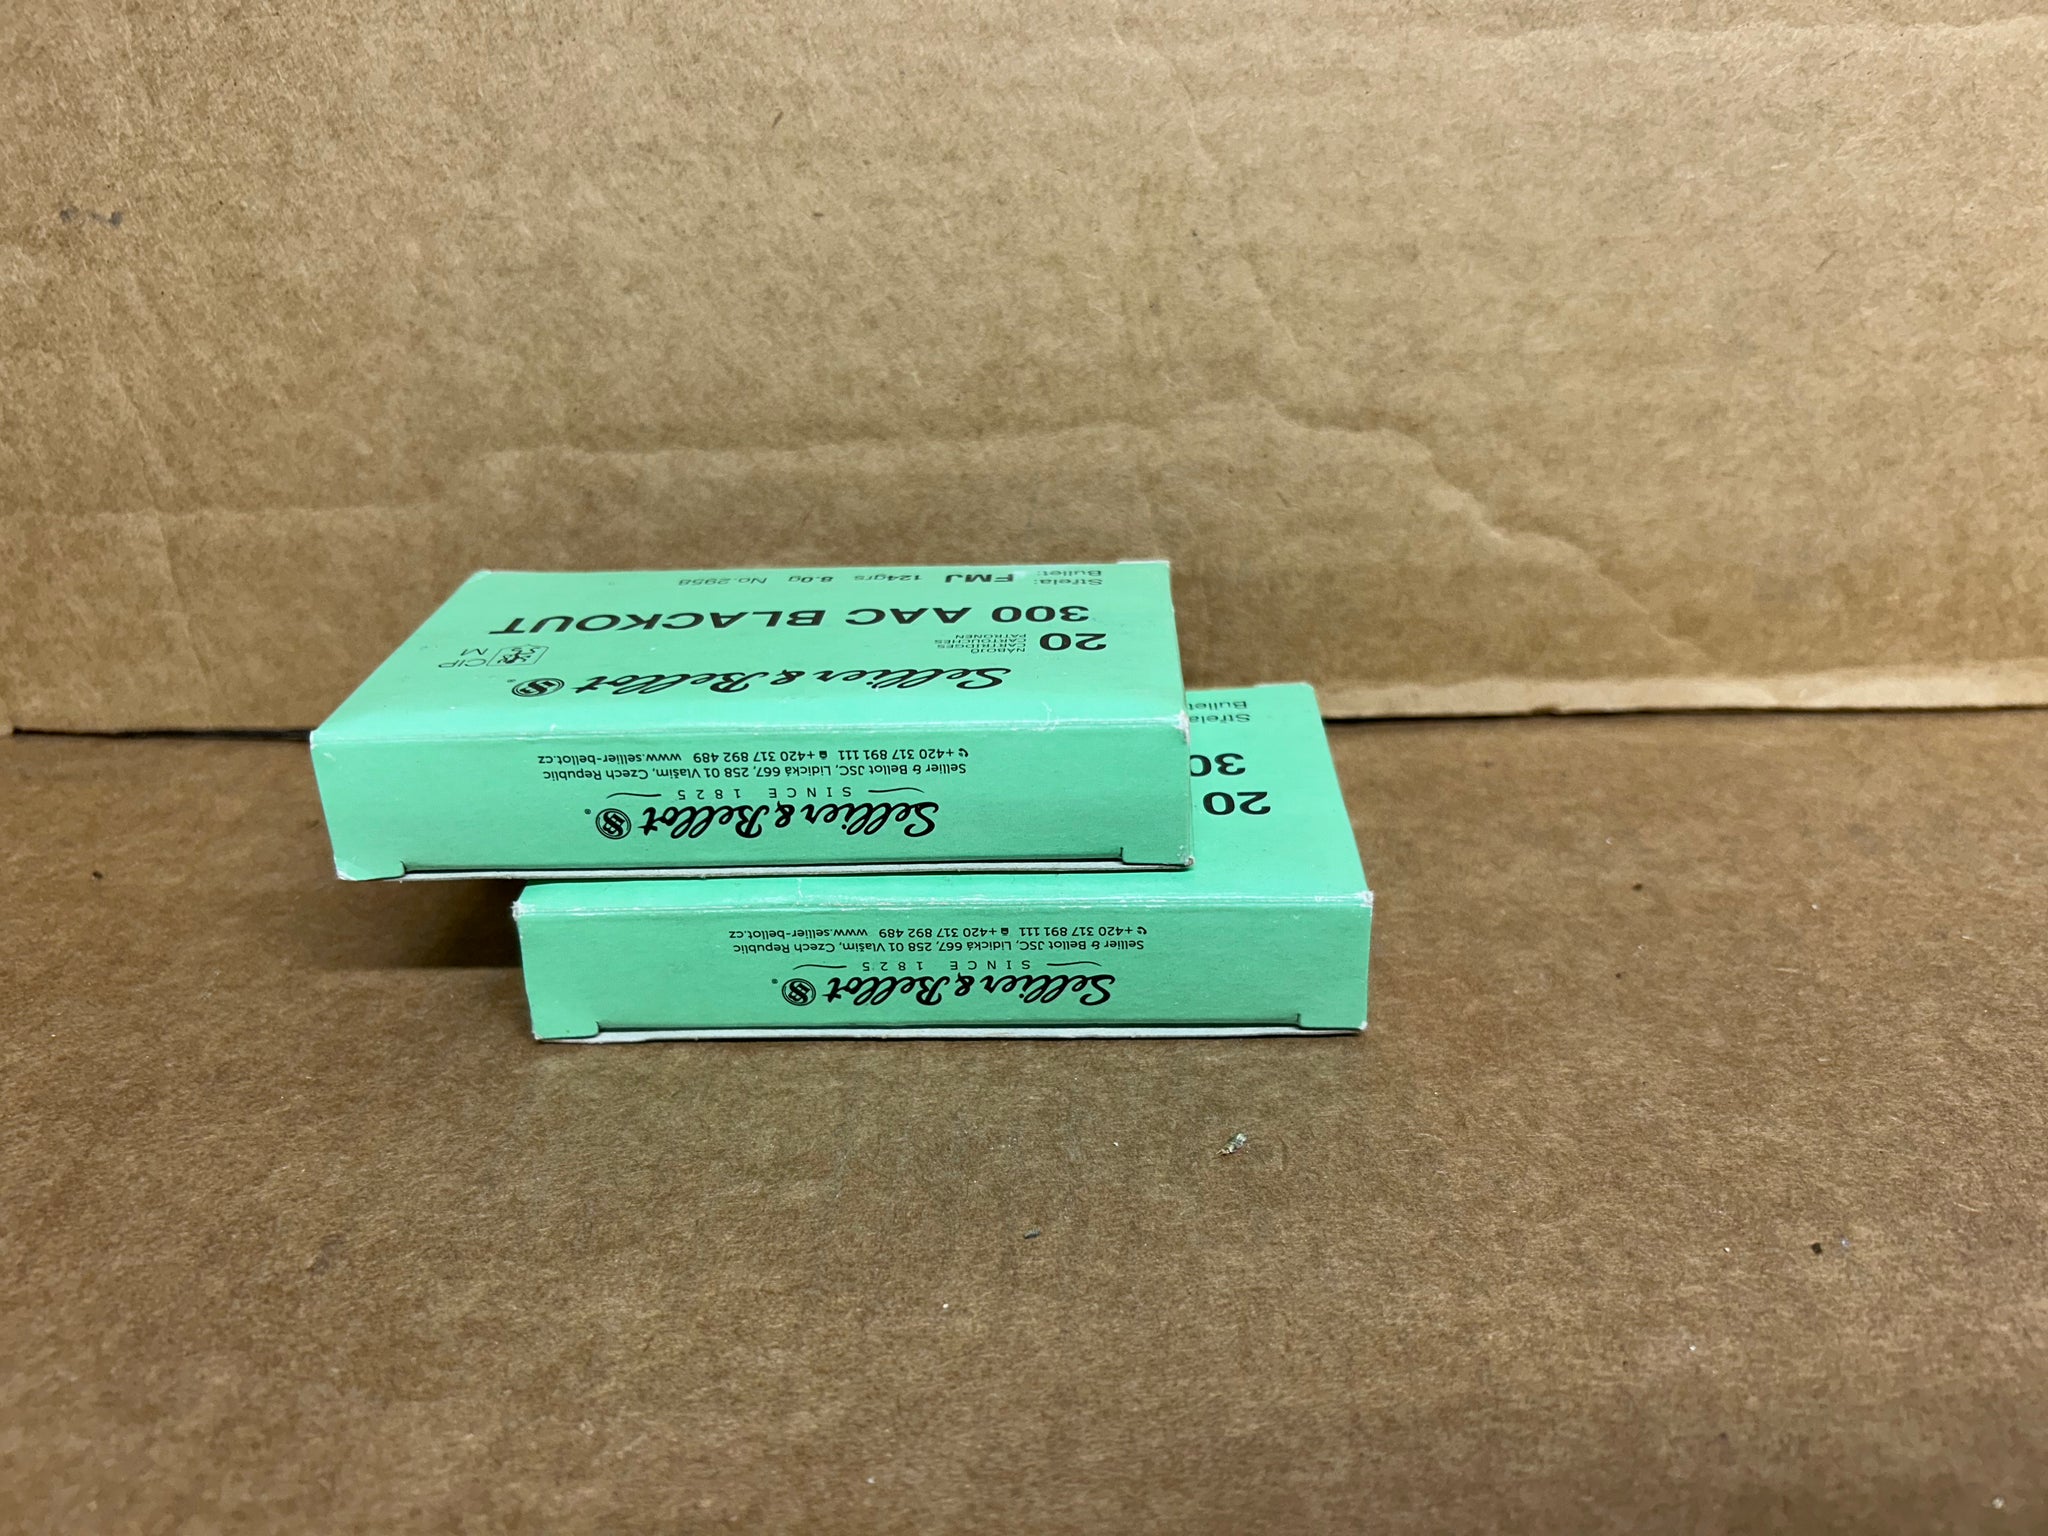 Sellier & Bellot S&B®
20 NÁBOJŮ
CARTRIDGES
CARTOUCHES
PATRONEN
CIP
M
300 AAC BLACKOUT
Střela:
Bullet: FMJ 124grs 8.0g No.2958
Sellier & Bellot S&B®
SINCE 1825
Sellier & Bellot JSC, Lidická 667, 258 01 Vlašim, Czech Republic
+420 317 891 111 +420 317 892 489 www.sellier-bellot.cz
20
30
Střela
Bullet
Sellier & Bellot S&B®
SINCE 1825
Sellier & Bellot JSC, Lidická 667, 258 01 Vlašim, Czech Republic
+420 317 891 111 +420 317 892 489 www.sellier-bellot.cz